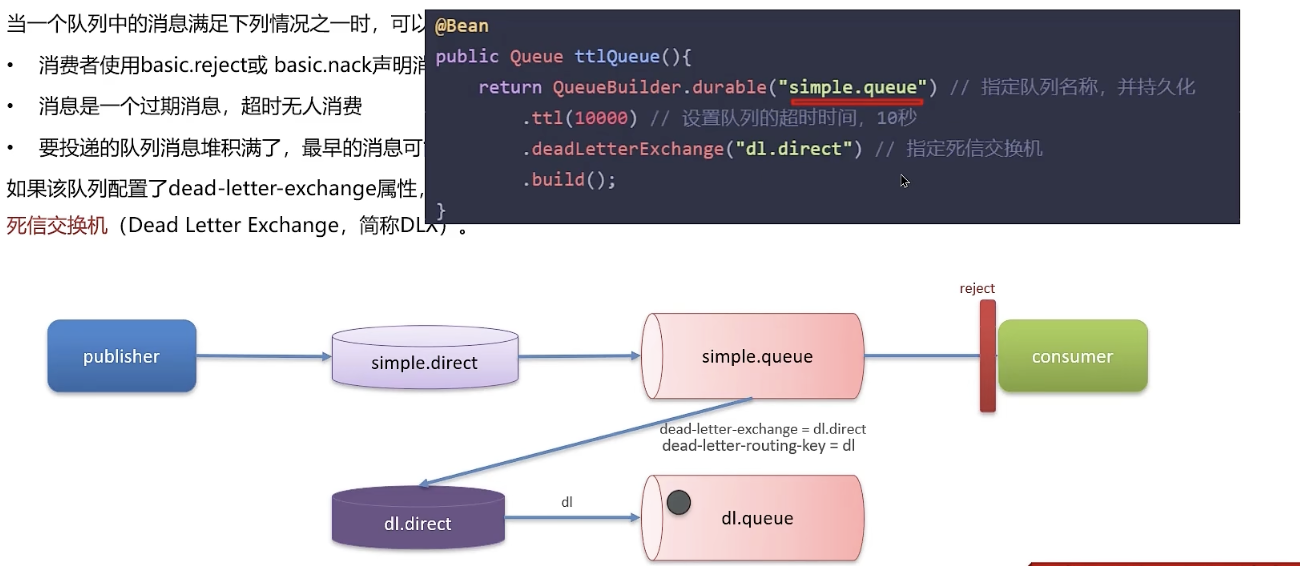 当一个队列中的消息满足下列情况之一时，可以
• 消费者使用basic.reject或 basic.nack声明消
• 消息是一个过期消息，超时无人消费
• 要投递的队列消息堆积满了，最早的消息可
如果该队列配置了dead-letter-exchange属性，
死信交换机（Dead Letter Exchange，简称DLX）。
@Bean
public Queue ttlQueue(){
    return QueueBuilder.durable("simple.queue") // 指定队列名称，并持久化
        .ttl(10000) // 设置队列的超时时间，10秒
        .deadLetterExchange("dl.direct") // 指定死信交换机
        .build();
}
reject
publisher
simple.direct
simple.queue
consumer
dead-letter-exchange = dl.direct
dead-letter-routing-key = dl
dl.direct
dl
dl.queue